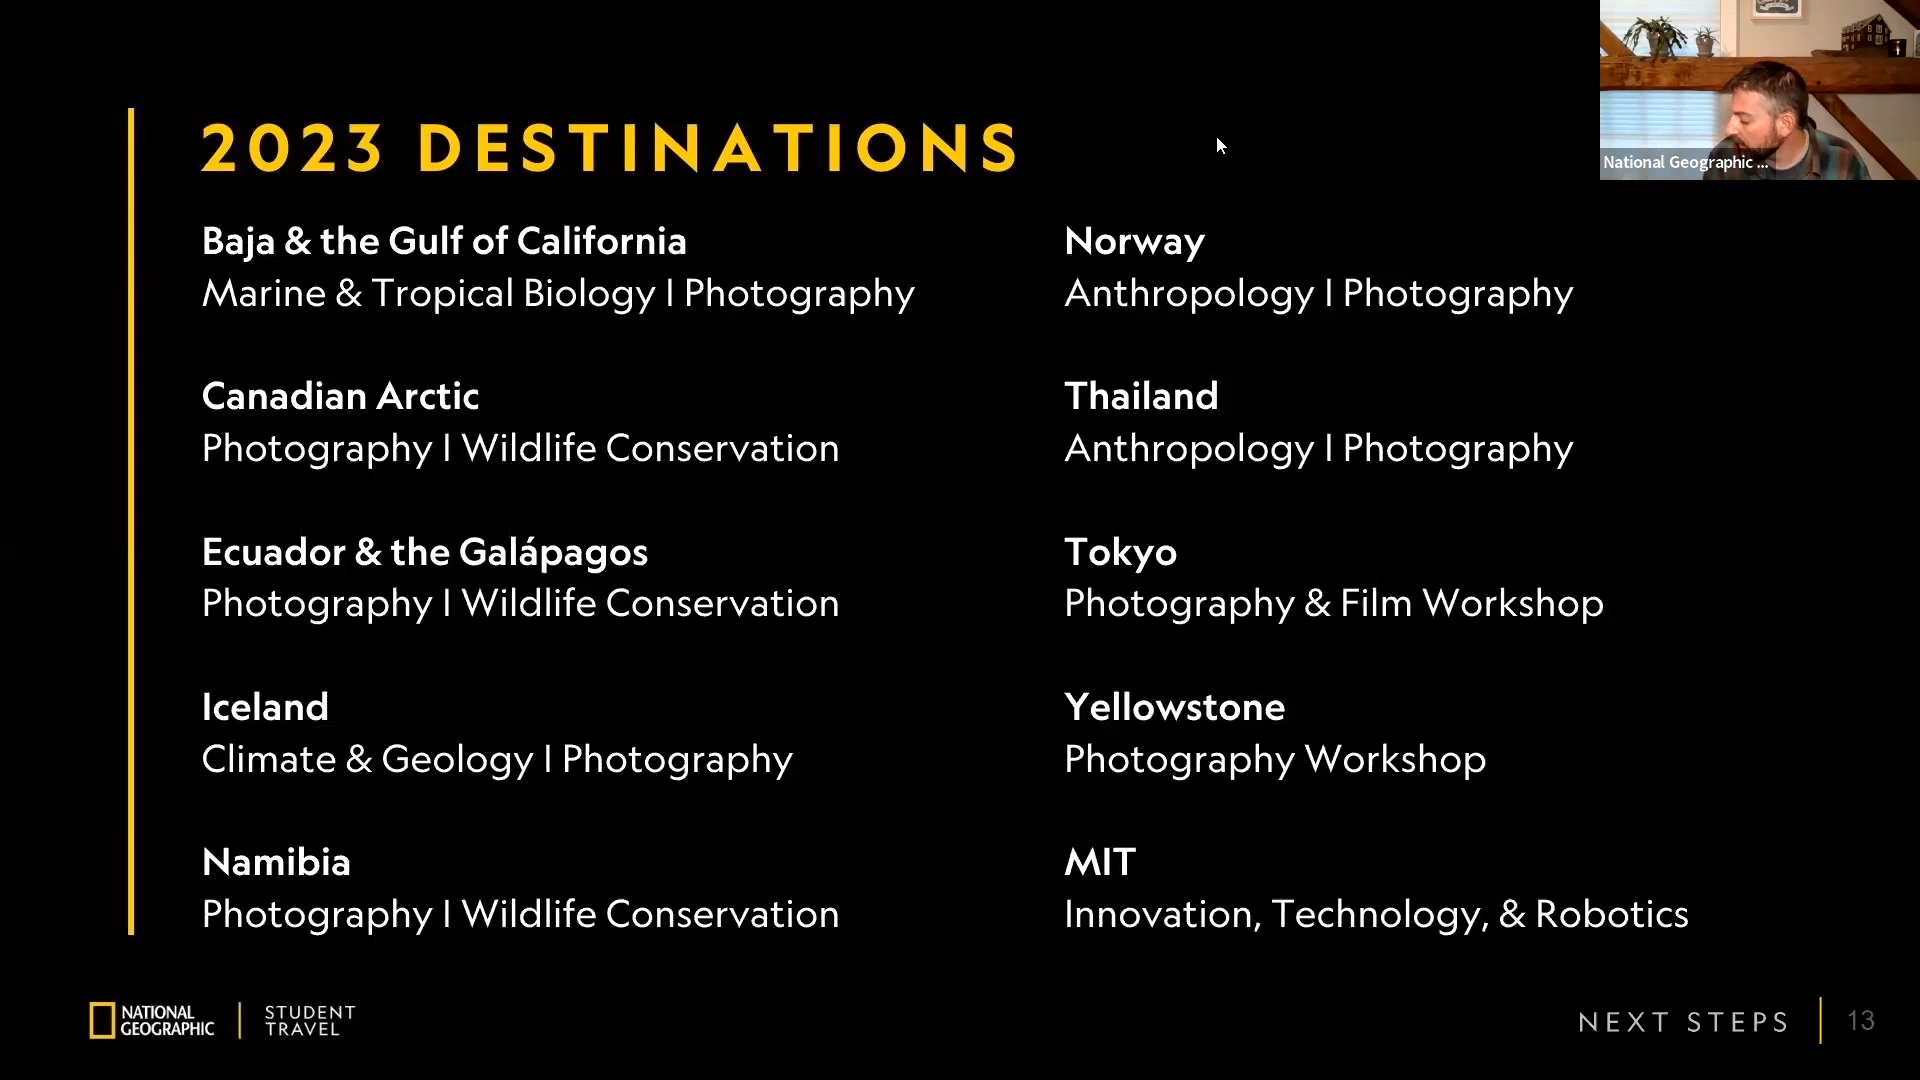 2023 DESTINATIONS
Baja & the Gulf of California
Marine & Tropical Biology I Photography
Canadian Arctic
Photography I Wildlife Conservation
Ecuador & the Galápagos
Photography I Wildlife Conservation
Iceland
Climate & Geology I Photography
Namibia
Photography I Wildlife Conservation
Norway
Anthropology I Photography
Thailand
Anthropology I Photography
Tokyo
Photography & Film Workshop
Yellowstone
Photography Workshop
MIT
Innovation, Technology, & Robotics
National Geographic ...
NATIONAL
GEOGRAPHIC
STUDENT
TRAVEL
NEXT STEPS
13